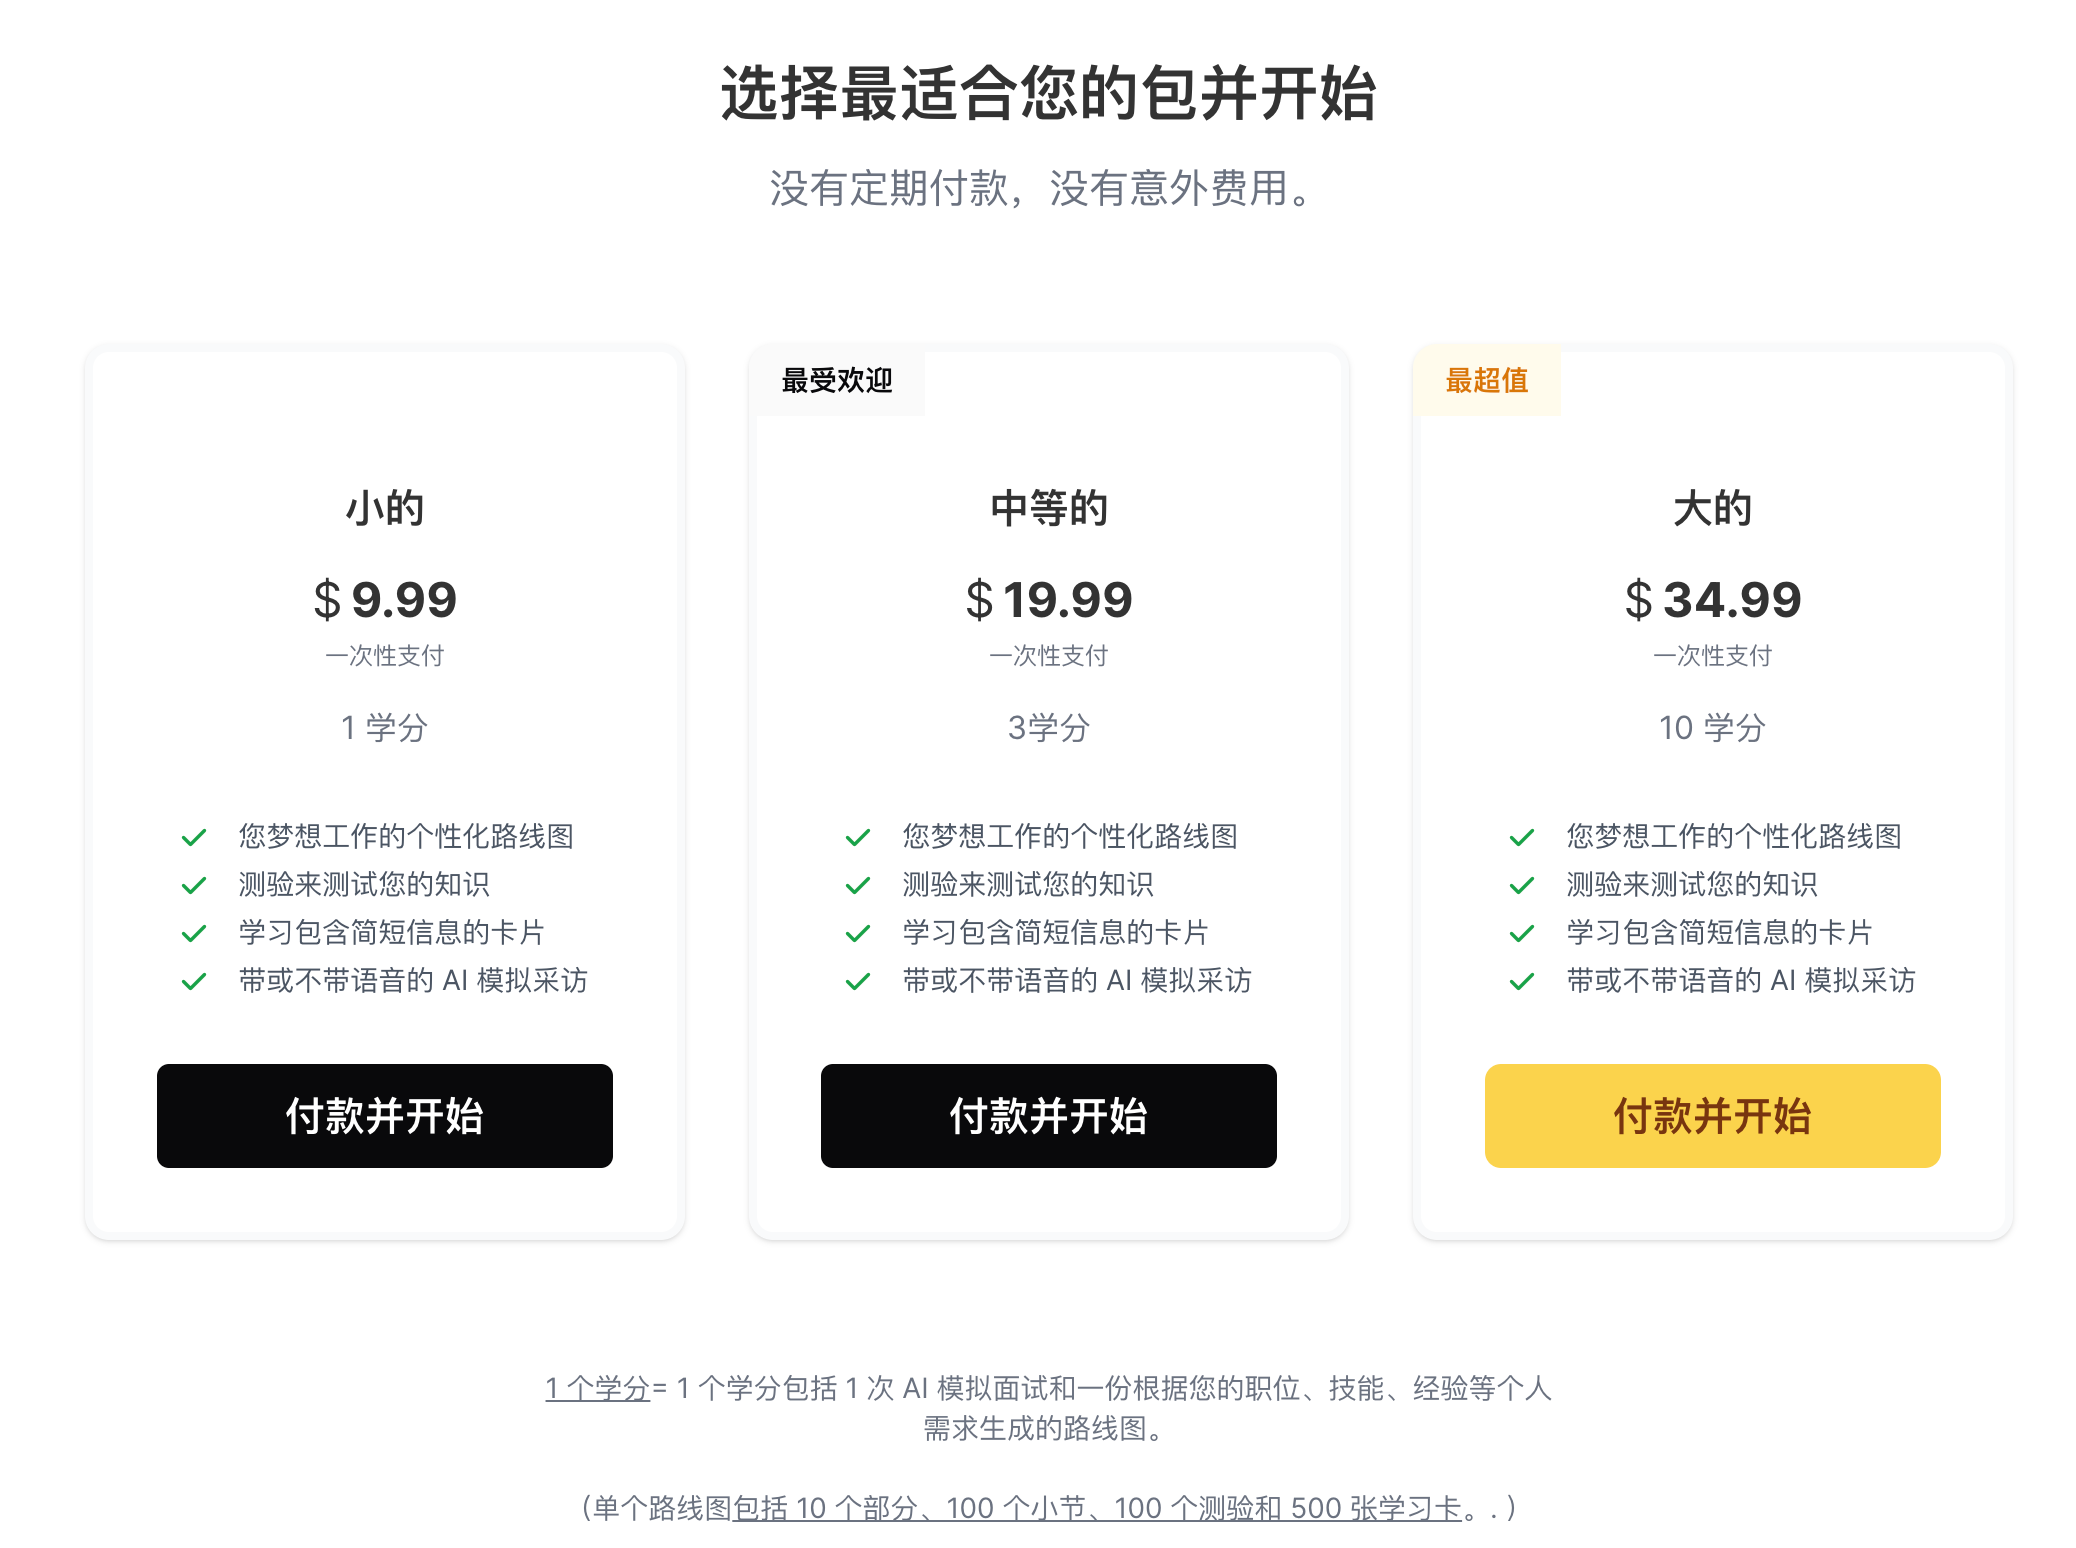 选择最适合您的包并开始
没有定期付款，没有意外费用。
小的
$ 9.99
一次性支付
1 学分
您梦想工作的个性化路线图
测验来测试您的知识
学习包含简短信息的卡片
带或不带语音的 AI 模拟采访
付款并开始
最受欢迎
中等的
$ 19.99
一次性支付
3学分
您梦想工作的个性化路线图
测验来测试您的知识
学习包含简短信息的卡片
带或不带语音的 AI 模拟采访
付款并开始
最超值
大的
$ 34.99
一次性支付
10 学分
您梦想工作的个性化路线图
测验来测试您的知识
学习包含简短信息的卡片
带或不带语音的 AI 模拟采访
付款并开始
1 个学分= 1 个学分包括 1 次 AI 模拟面试和一份根据您的职位、技能、经验等个人
需求生成的路线图。
（单个路线图包括 10 个部分、100 个小节、100 个测验和 500 张学习卡。. ）